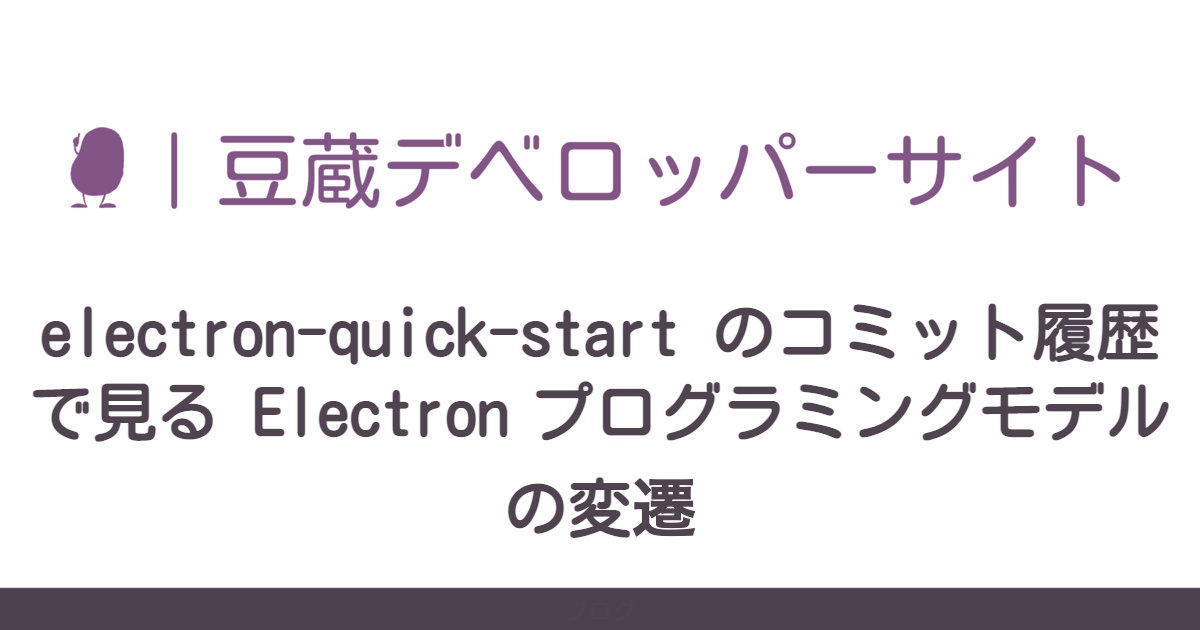 |豆蔵デベロッパーサイト
electron-quick-start のコミット履歴
で見る Electron プログラミングモデル
の変遷